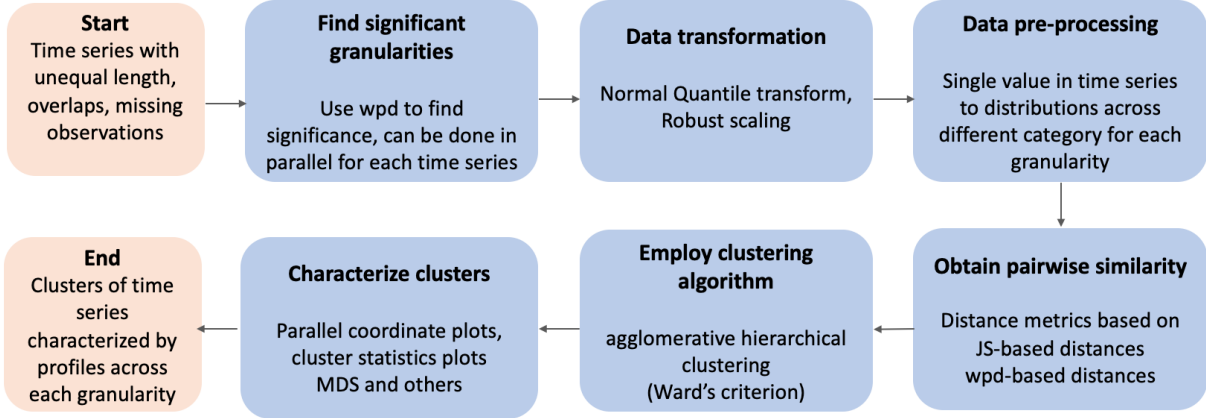 Start
Time series with
unequal length,
overlaps, missing
observations
Find significant
granularities
Use wpd to find
significance, can be done in
parallel for each time series
Data transformation
Normal Quantile transform,
Robust scaling
Data pre-processing
Single value in time series
to distributions across
different category for each
granularity
Obtain pairwise similarity
Distance metrics based on
JS-based distances
wpd-based distances
Employ clustering
algorithm
agglomerative hierarchical
clustering
(Ward's criterion)
Characterize clusters
Parallel coordinate plots,
cluster statistics plots
MDS and others
End
Clusters of time
series
characterized by
profiles across
each granularity